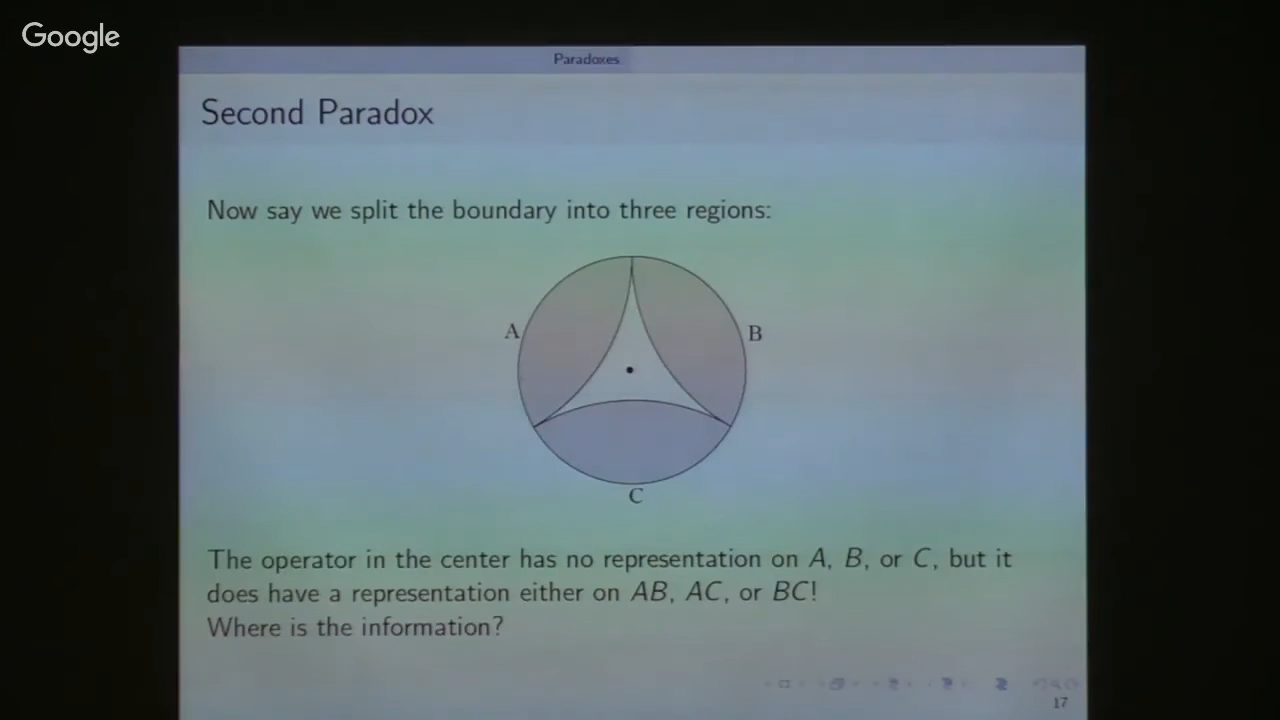 Google
Paradoxes
Second Paradox
Now say we split the boundary into three regions:
A
B
C
The operator in the center has no representation on A, B, or C, but it
does have a representation either on AB, AC, or BC!
Where is the information?
17